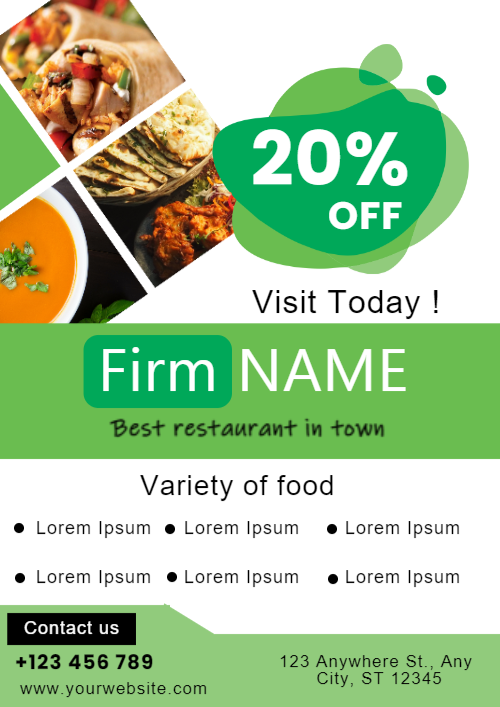 20%
OFF
Visit Today !
Firm NAME
Best restaurant in town
Variety of food
Lorem Ipsum Lorem Ipsum Lorem Ipsum
Lorem Ipsum Lorem Ipsum Lorem Ipsum
Contact us
+123 456 789
www.yourwebsite.com
123 Anywhere St., Any
City, ST 12345